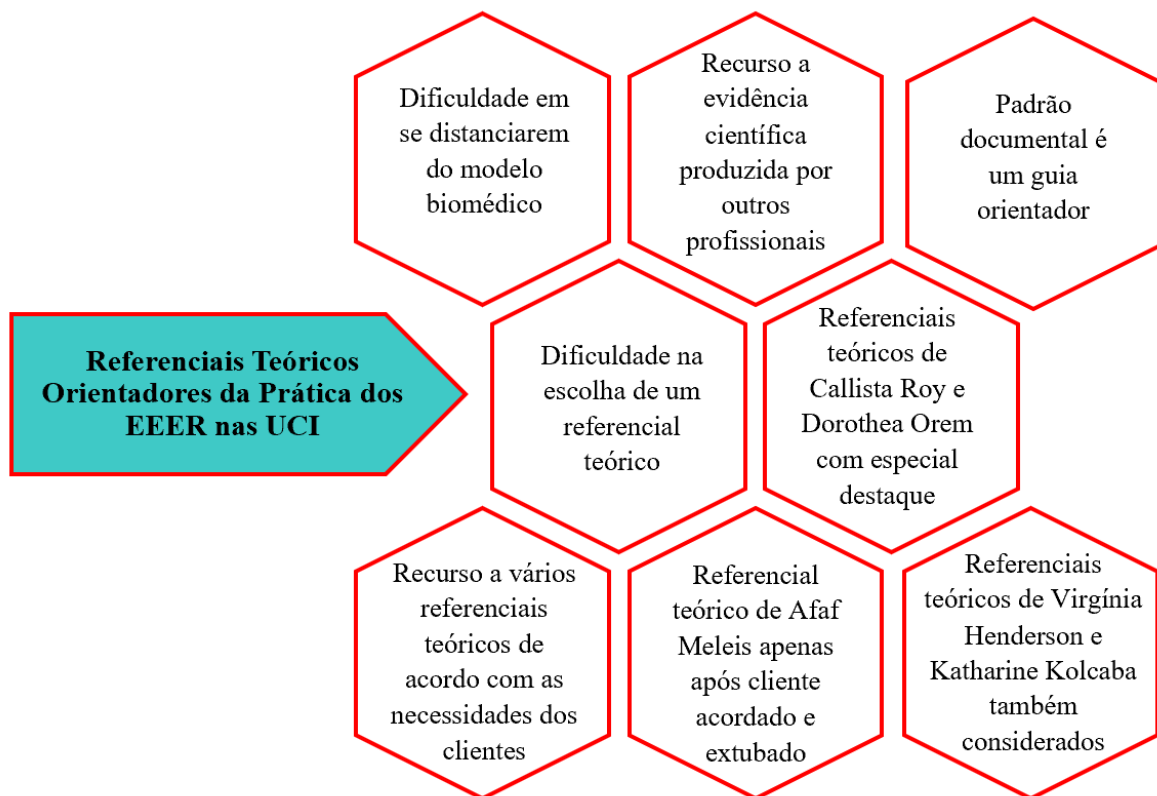 Dificuldade em
se distanciarem
do modelo
biomédico
Recurso a
evidência
científica
produzida por
outros
profissionais
Padrão
documental é
um guia
orientador
Referenciais Teóricos
Orientadores da Prática dos
EEER nas UCI
Dificuldade na
escolha de um
referencial
teórico
Referenciais
teóricos de
Callista Roy e
Dorothea Orem
com especial
destaque
Recurso a vários
referenciais
teóricos de
acordo com as
necessidades dos
clientes
Referencial
teórico de Afaf
Meleis apenas
após cliente
acordado e
extubado
Referenciais
teóricos de Virgínia
Henderson e
Katharine Kolcaba
também
considerados